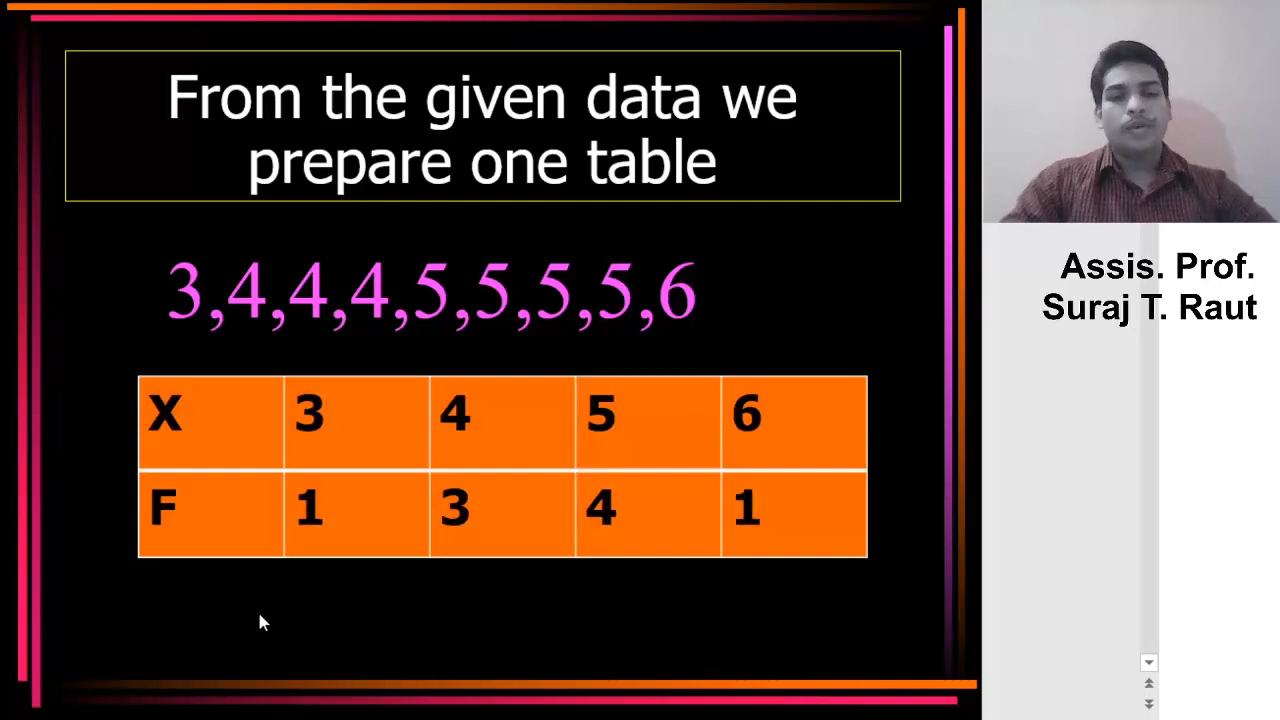 From the given data we
prepare one table
3,4,4,4,5,5,5,5,6
X 3 4 5 6
F 1 3 4 1
Assis. Prof.
Suraj T. Raut